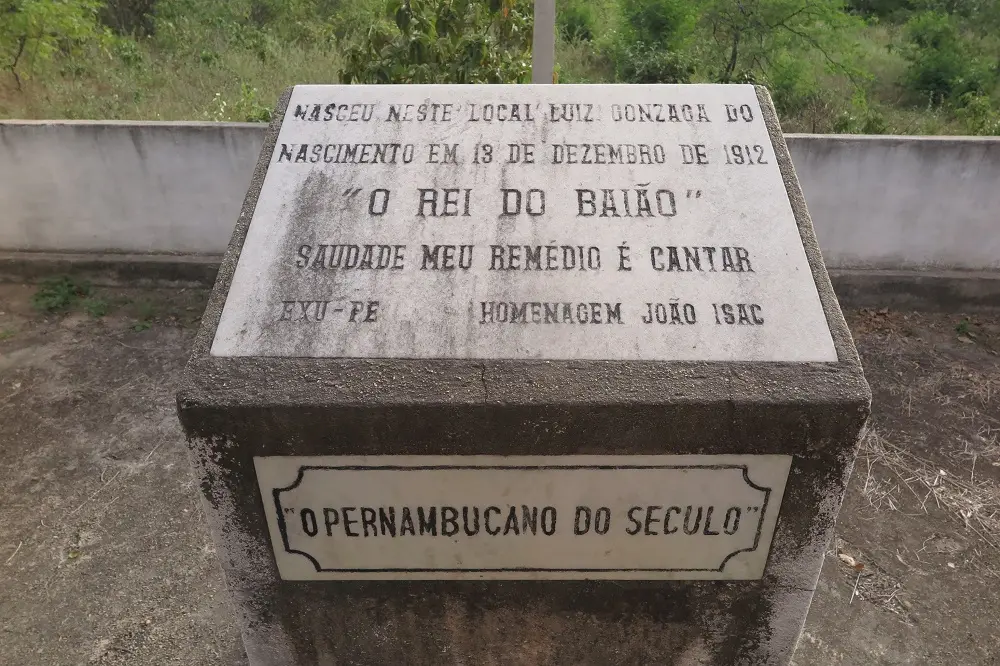 NASCEU NESTE LOCAL LUIZ GONZAGA DO
NASCIMENTO EM 13 DE DEZEMBRO DE 1912
"O REI DO BAIÃO"
SAUDADE MEU REMÉDIO É CANTAR
EXU-PE HOMENAGEM JOÃO ISAC
"O PERNAMBUCANO DO SECULO"